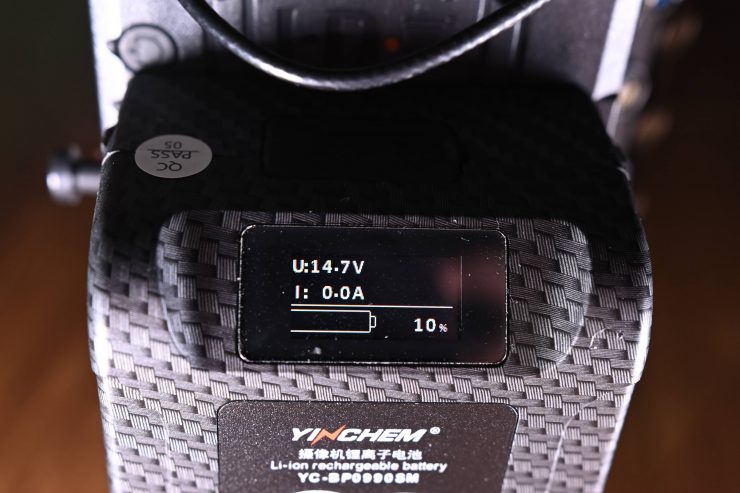 QC
PASS
05
U:14.7V
I: 0.0A
10%
YINCHEM®
摄像机锂离子电池
Li-ion rechargeable battery
YC-BP0990SM